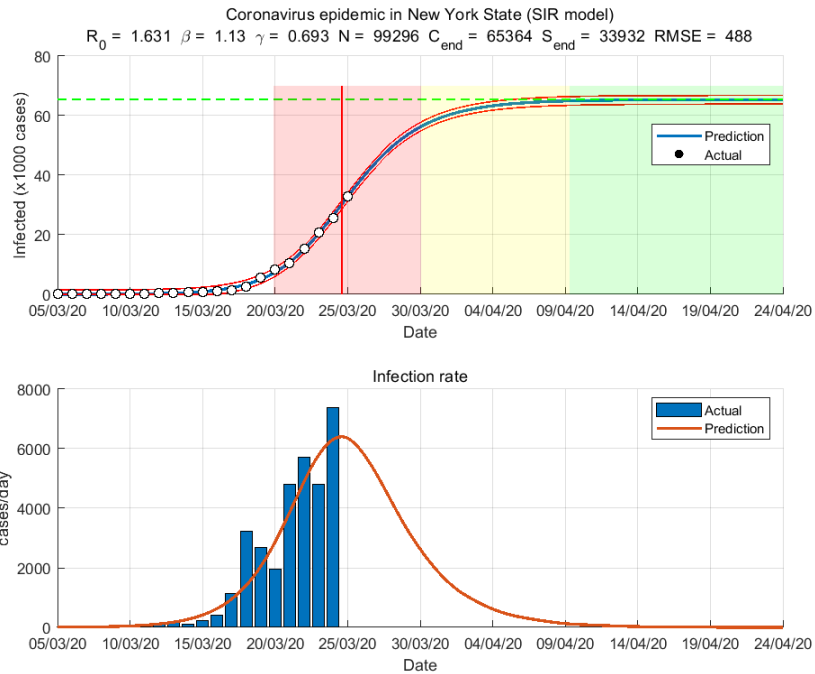 Coronavirus epidemic in New York State (SIR model)
R0 = 1.631 β = 1.13 γ = 0.693 N = 99296 Cend = 65364 Send = 33932 RMSE = 488
80
60
40
20
0
Infected (x1000 cases)
Prediction
Actual
05/03/20 10/03/20 15/03/20 20/03/20 25/03/20 30/03/20 04/04/20 09/04/20 14/04/20 19/04/20 24/04/20
Date
Infection rate
8000
6000
4000
2000
0
cases/day
Actual
Prediction
05/03/20 10/03/20 15/03/20 20/03/20 25/03/20 30/03/20 04/04/20 09/04/20 14/04/20 19/04/20 24/04/20
Date